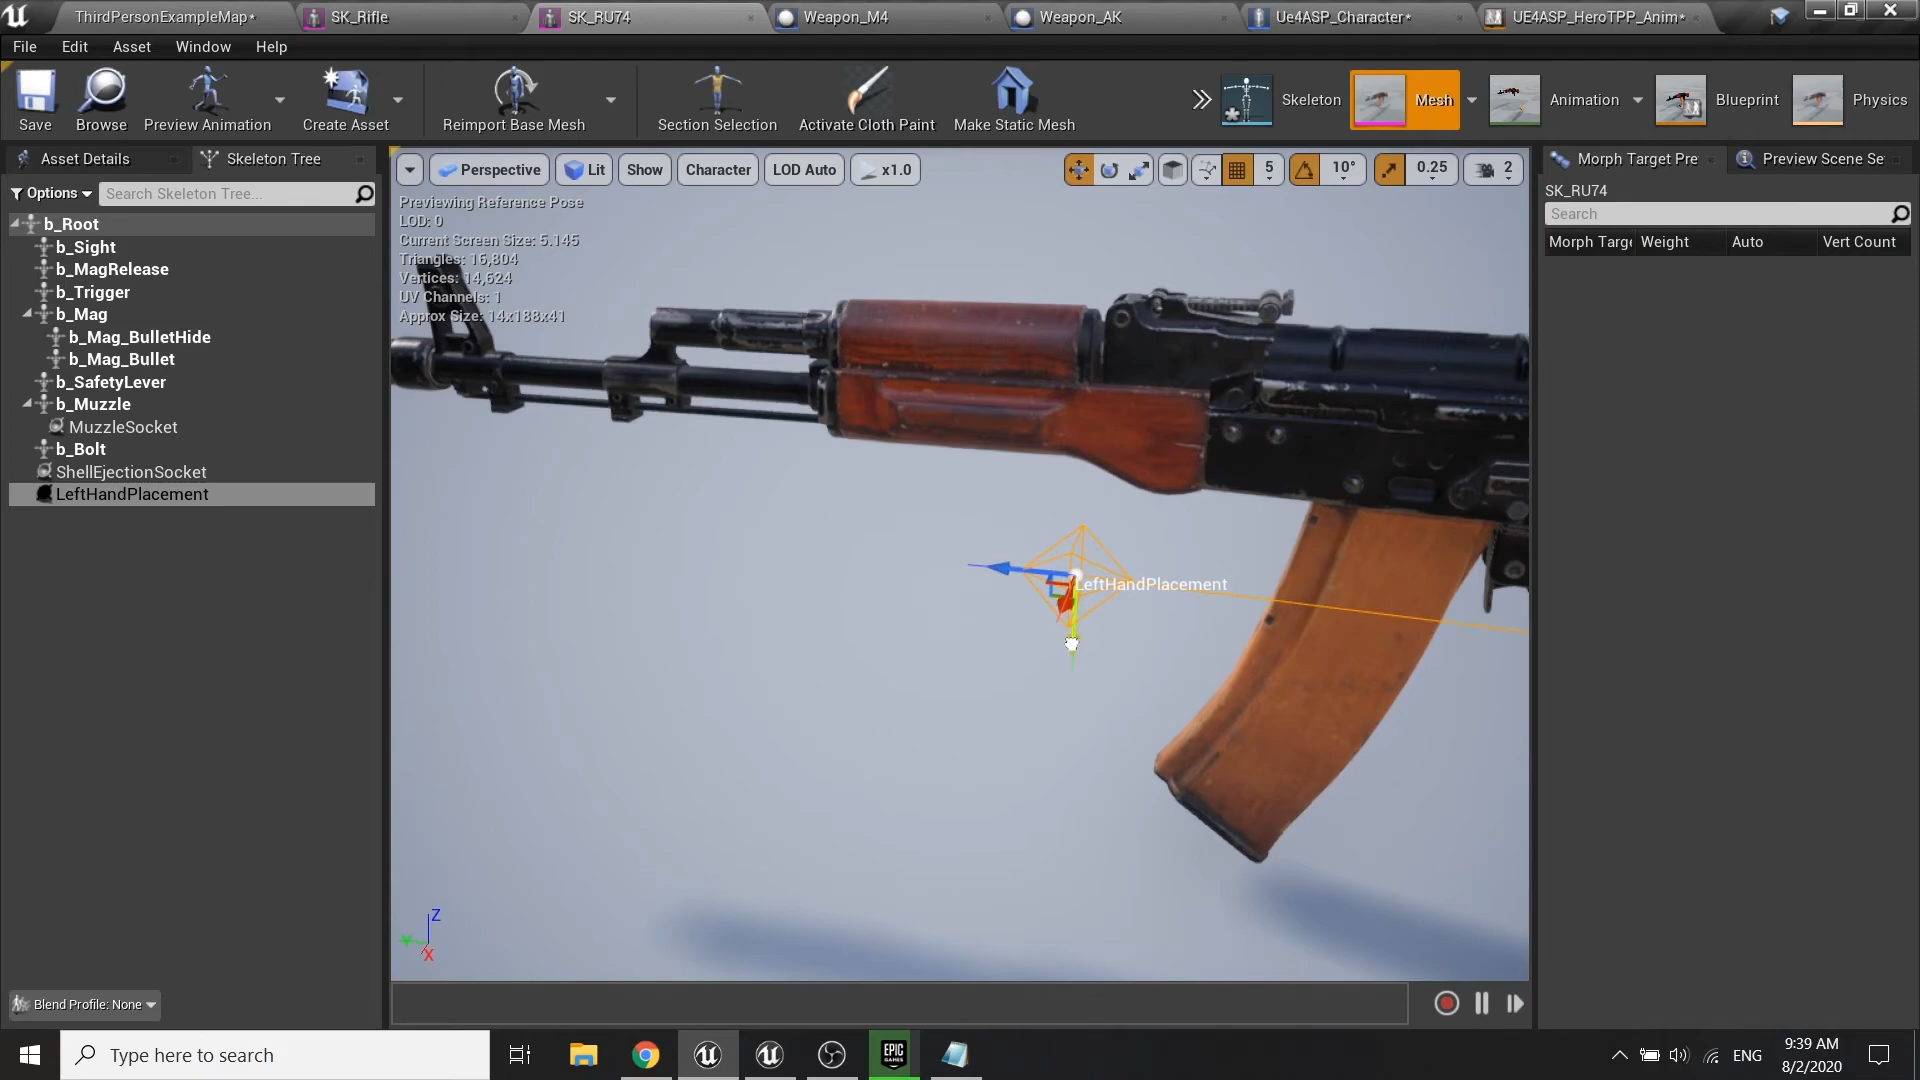 ThirdPersonExampleMap*
SK_Rifle
SK_RU74
Weapon_M4
Weapon_AK
Ue4ASP_Character*
UE4ASP_HeroTPP_Anim*
File Edit Asset Window Help
Save
Browse
Preview Animation
Create Asset
Reimport Base Mesh
Section Selection
Activate Cloth Paint
Make Static Mesh
Skeleton
Mesh
Animation
Blueprint
Physics
Asset Details
Skeleton Tree
Options
Search Skeleton Tree...
b_Root
b_Sight
b_MagRelease
b_Trigger
b_Mag
b_Mag_BulletHide
b_Mag_Bullet
b_SafetyLever
b_Muzzle
MuzzleSocket
b_Bolt
ShellEjectionSocket
LeftHandPlacement
Blend Profile: None
Perspective Lit Show Character LOD Auto x1.0 5 10° 0.25 2
Previewing Reference Pose
LOD: 0
Current Screen Size: 5.145
Triangles: 16,804
Vertices: 14,624
UV Channels: 1
Approx Size: 14x188x41
LeftHandPlacement
Z
X
Morph Target Pre
Preview Scene Se
SK_RU74
Search
Morph Targe Weight Auto Vert Count
Type here to search
EPIC
GAMES
ENG
9:39 AM
8/2/2020